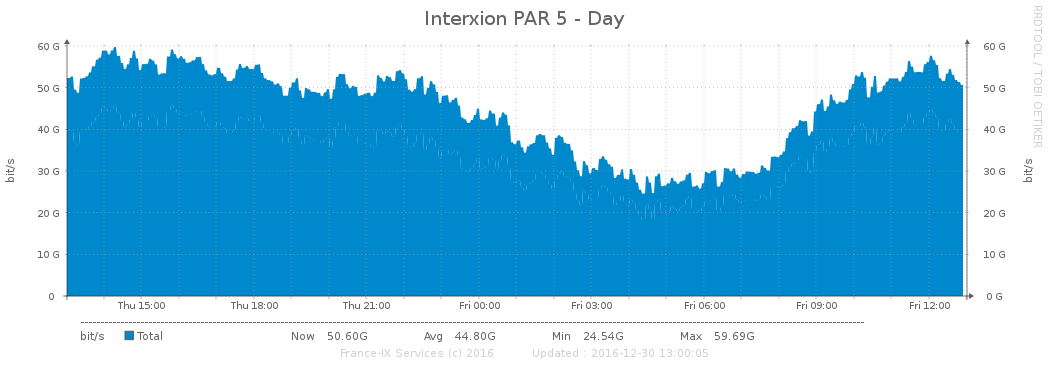 Interxion PAR 5 - Day
RRDTOOL / TOBI OETIKER
bit/s
60 G 60 G
50 G 50 G
40 G 40 G
30 G 30 G
20 G 20 G
10 G 10 G
0 0 G
bit/s
Thu 15:00 Thu 18:00 Thu 21:00 Fri 00:00 Fri 03:00 Fri 06:00 Fri 09:00 Fri 12:00
bit/s Total Now 50.60G Avg 44.80G Min 24.54G Max 59.69G
France-IX Services (c) 2016 Updated : 2016-12-30 13:00:05